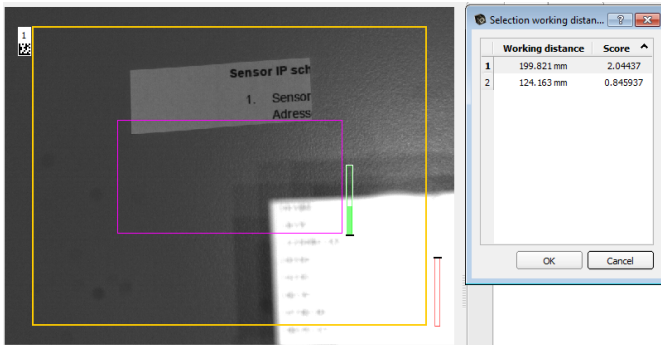 1
Sensor IP sch
1. Sensor
Adress
Selection working distan...
Working distance Score
1 199.821 mm 2.04437
2 124.163 mm 0.845937
OK Cancel